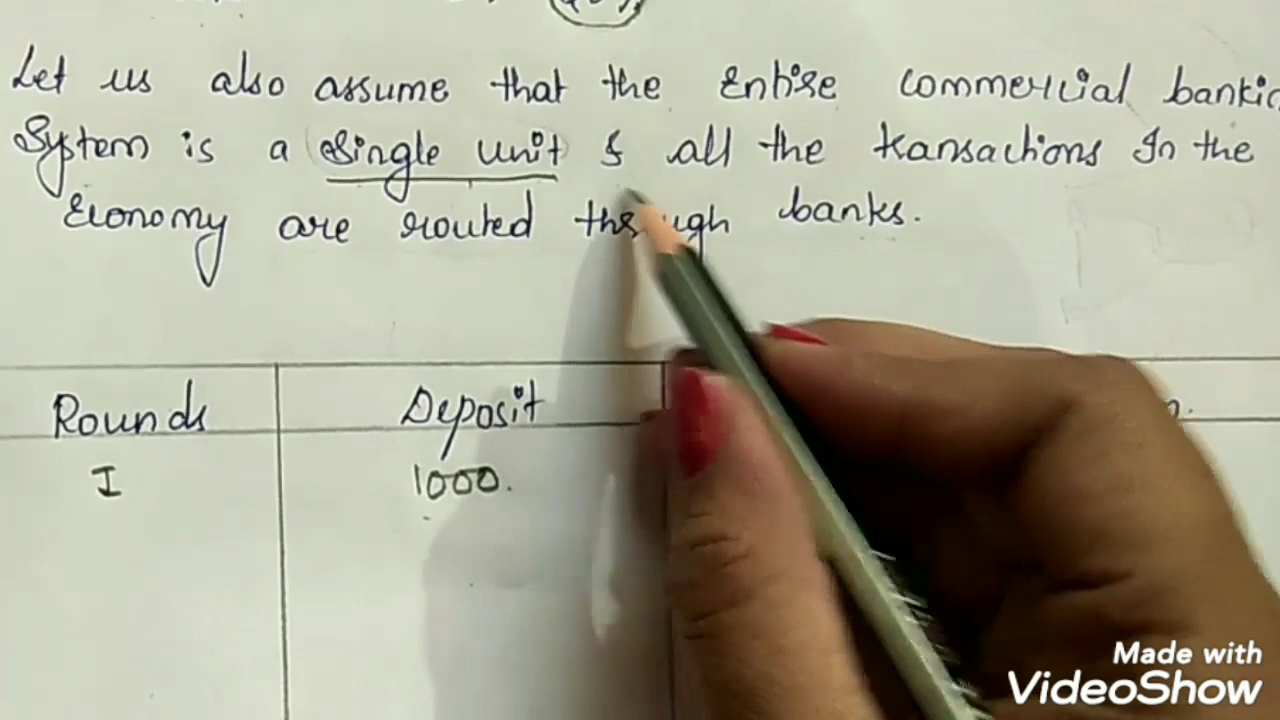 Let us also assume that the Entire commercial bankin
System is a single unit & all the transactions In the
Economy are routed through banks.
Rounds Deposit
I 1000.
Made with
VideoShow